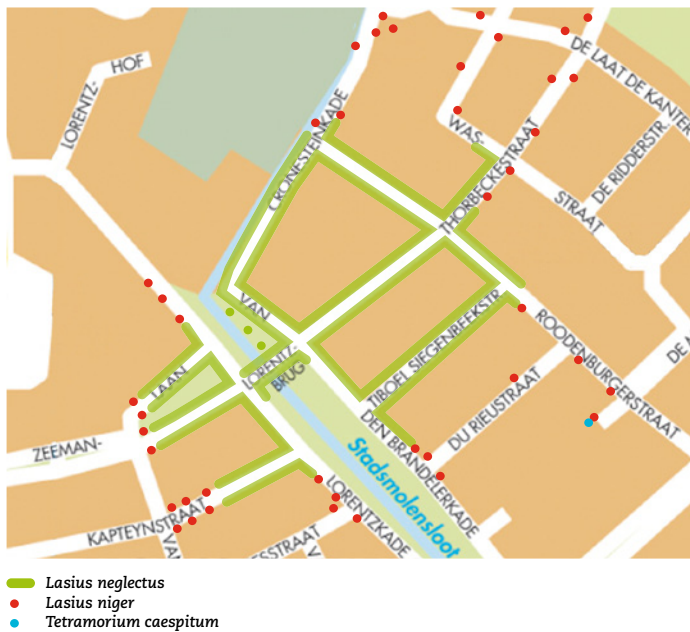 HOF
LORENTZ-
DE LAAT DE KANTER
CRONESTEINKADE
WAS-
STRAAT
THORBECKESTRAAT
DE RIDDERSTR.
VAN
LORENTZ-
BRUG
TIBOEL SIEGENBEEKSTR.
ROODENBURGERSTRAAT
DE
LAAN
DU RIEUSTRAAT
DEN BRANDELERKADE
ZEEMAN-
Stadsmolensloot
LORENTZKADE
KAPTEYNSTRAAT
VAN
ESSTRAAT
V
Lasius neglectus
Lasius niger
Tetramorium caespitum